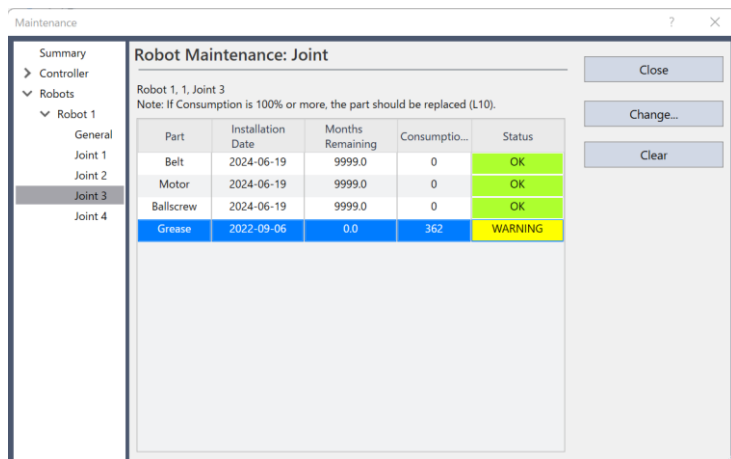 Maintenance
? ×
Summary
Controller
Robots
Robot 1
General
Joint 1
Joint 2
Joint 3
Joint 4
Robot Maintenance: Joint
Robot 1, 1, Joint 3
Note: If Consumption is 100% or more, the part should be replaced (L10).
Part Installation Date Months Remaining Consumptio... Status
Belt 2024-06-19 9999.0 0 OK
Motor 2024-06-19 9999.0 0 OK
Ballscrew 2024-06-19 9999.0 0 OK
Grease 2022-09-06 0.0 362 WARNING
Close
Change...
Clear